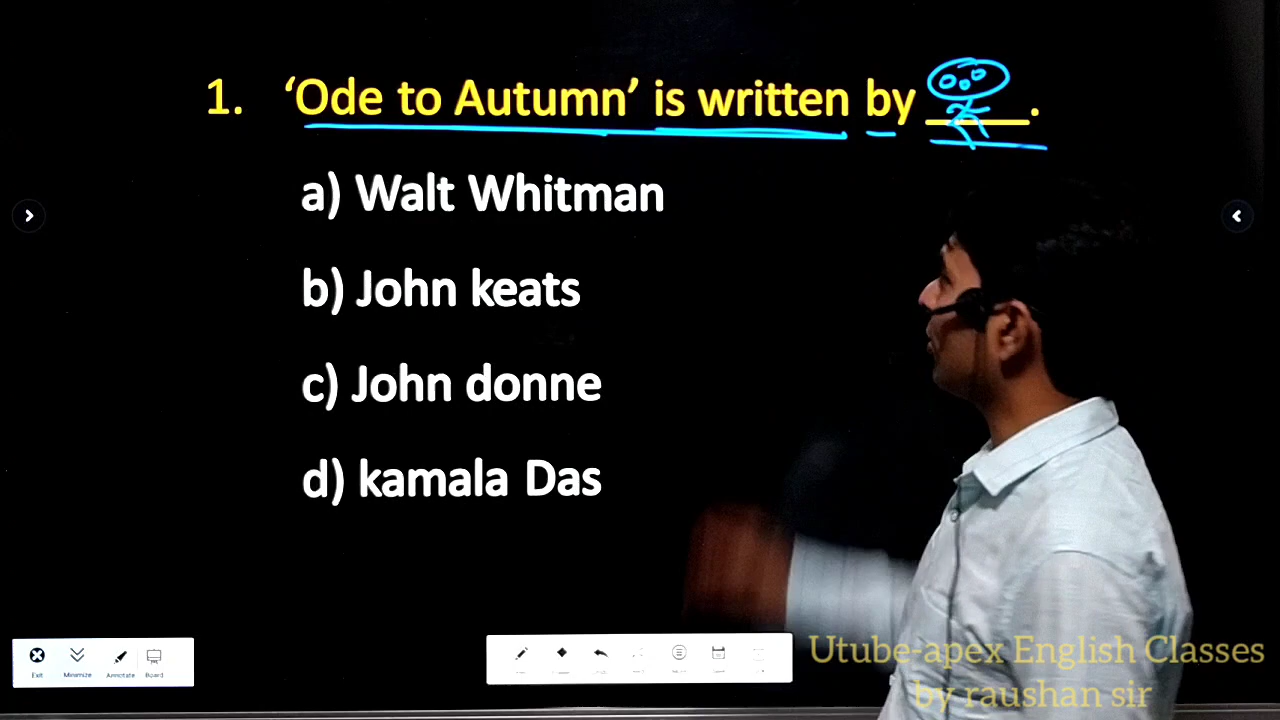 1. ‘Ode to Autumn’ is written by ____.
a) Walt Whitman
b) John keats
c) John donne
d) kamala Das
Exit Minimize Annotate Board
Utube-apex English Classes
by raushan sir